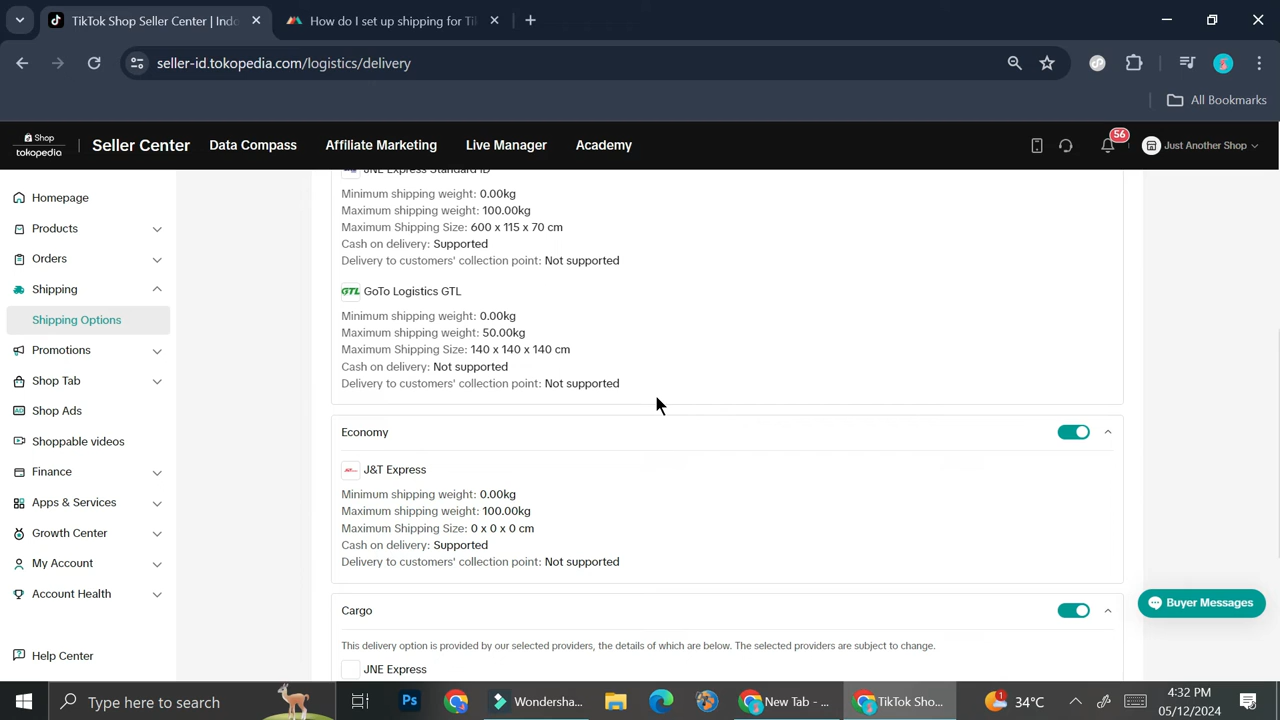 TikTok Shop Seller Center | Indo
How do I set up shipping for Ti
seller-id.tokopedia.com/logistics/delivery
All Bookmarks
Shop
tokopedia
Seller Center
Data Compass
Affiliate Marketing
Live Manager
Academy
56
Just Another Shop
Homepage
Products
Orders
Shipping
Shipping Options
Promotions
Shop Tab
Shop Ads
Shoppable videos
Finance
Apps & Services
Growth Center
My Account
Account Health
Help Center
JNE Express Standard ID
Minimum shipping weight: 0.00kg
Maximum shipping weight: 100.00kg
Maximum Shipping Size: 600 x 115 x 70 cm
Cash on delivery: Supported
Delivery to customers' collection point: Not supported
GTL GoTo Logistics GTL
Minimum shipping weight: 0.00kg
Maximum shipping weight: 50.00kg
Maximum Shipping Size: 140 x 140 x 140 cm
Cash on delivery: Not supported
Delivery to customers' collection point: Not supported
Economy
J&T Express
Minimum shipping weight: 0.00kg
Maximum shipping weight: 100.00kg
Maximum Shipping Size: 0 x 0 x 0 cm
Cash on delivery: Supported
Delivery to customers' collection point: Not supported
Buyer Messages
Cargo
This delivery option is provided by our selected providers, the details of which are below. The selected providers are subject to change.
JNE Express
Type here to search
Ps
Wondersha...
New Tab - ...
TikTok Sho...
1
34°C
4:32 PM
05/12/2024